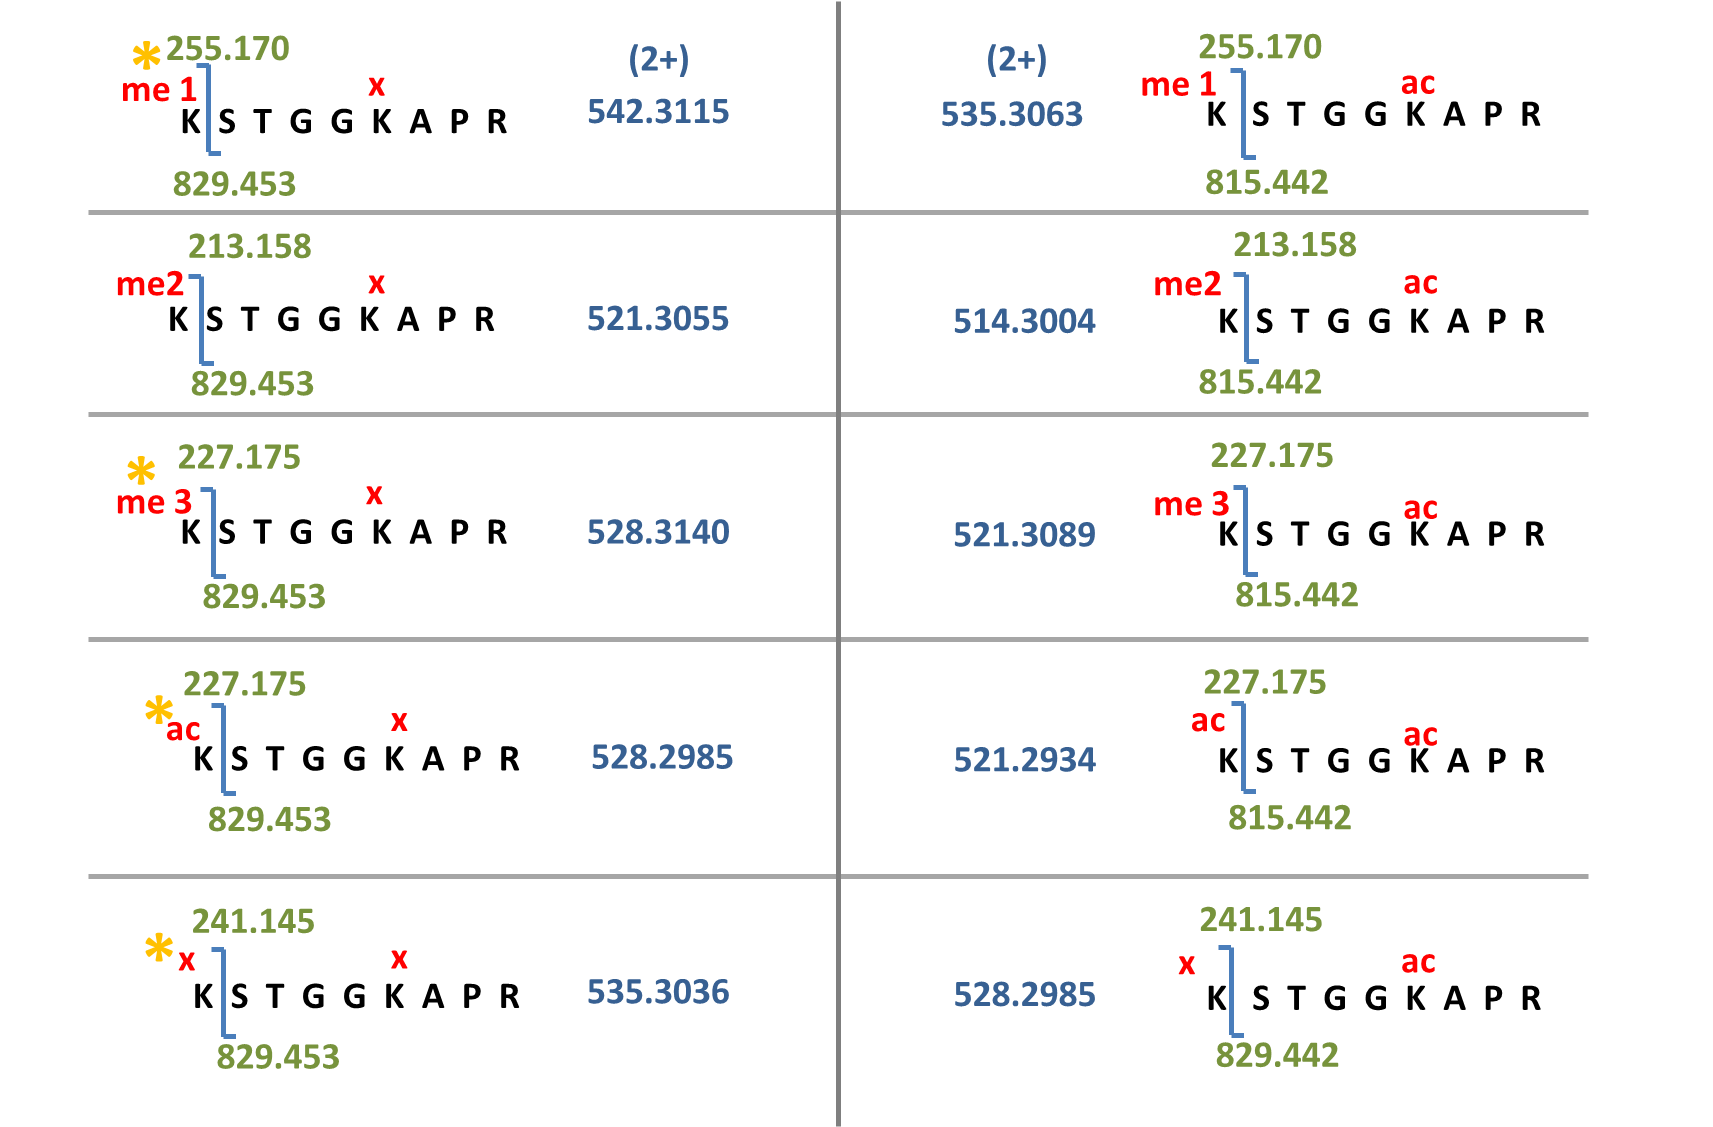 * 255.170
(2+)
me 1
x
K S T G G K A P R
542.3115
829.453
(2+)
255.170
me 1
ac
535.3063
K S T G G K A P R
815.442
213.158
me2
x
K S T G G K A P R
521.3055
829.453
213.158
me2
ac
514.3004
K S T G G K A P R
815.442
* 227.175
me 3
x
K S T G G K A P R
528.3140
829.453
227.175
me 3
ac
521.3089
K S T G G K A P R
815.442
* 227.175
ac
x
K S T G G K A P R
528.2985
829.453
227.175
ac
ac
521.2934
K S T G G K A P R
815.442
* 241.145
x
x
K S T G G K A P R
535.3036
829.453
241.145
x
ac
528.2985
K S T G G K A P R
829.442